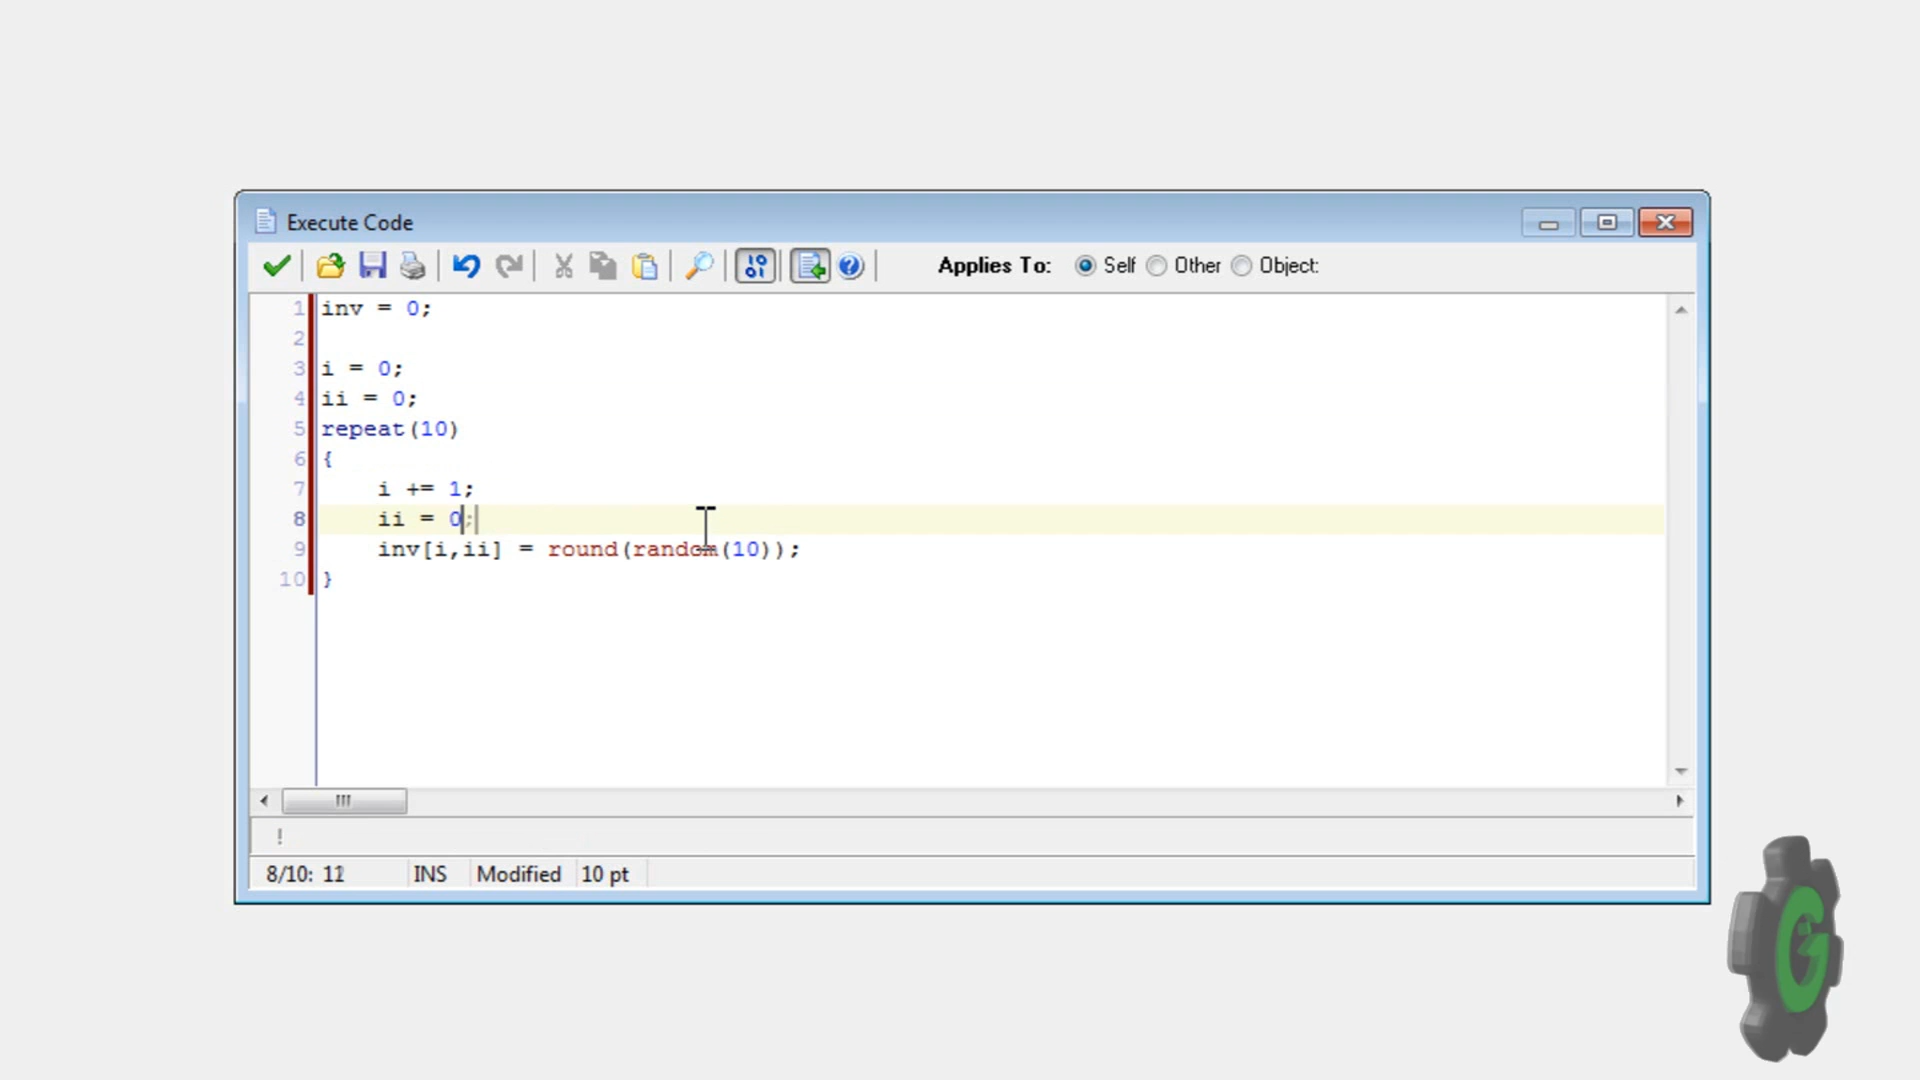 Execute Code
Applies To: Self Other Object:
1 inv = 0;
2
3 i = 0;
4 ii = 0;
5 repeat(10)
6 {
7 i += 1;
8 ii = 0;
9 inv[i,ii] = round(random(10));
10 }
!
8/10: INS Modified 10 pt
G